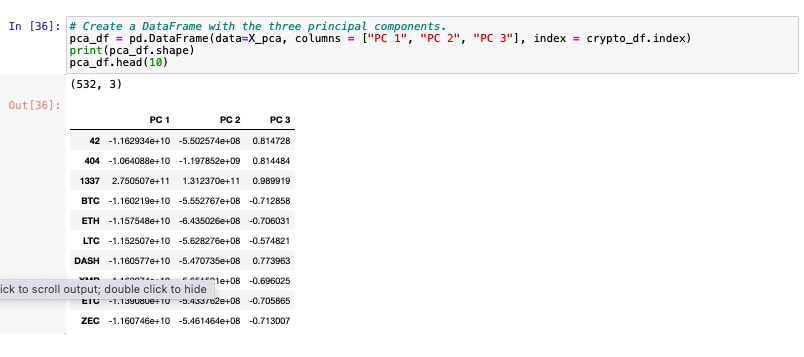 In [36]: # Create a DataFrame with the three principal components.
pca_df = pd.DataFrame(data=X_pca, columns = ["PC 1", "PC 2", "PC 3"], index = crypto_df.index)
print(pca_df.shape)
pca_df.head(10)
(532, 3)
Out[36]:
PC 1 PC 2 PC 3
42 -1.162934e+10 -5.502574e+08 0.814728
404 -1.064088e+10 -1.197852e+09 0.814484
1337 2.750507e+11 1.312370e+11 0.989919
BTC -1.160219e+10 -5.552767e+08 -0.712858
ETH -1.157548e+10 -6.435026e+08 -0.706031
LTC -1.152507e+10 -5.628276e+08 -0.574821
DASH -1.160577e+10 -5.470735e+08 0.773963
-0.696025
ick to scroll output; double click to hide
ETC -1.139080e+10 -5.433762e+08 -0.705865
ZEC -1.160746e+10 -5.461464e+08 -0.713007